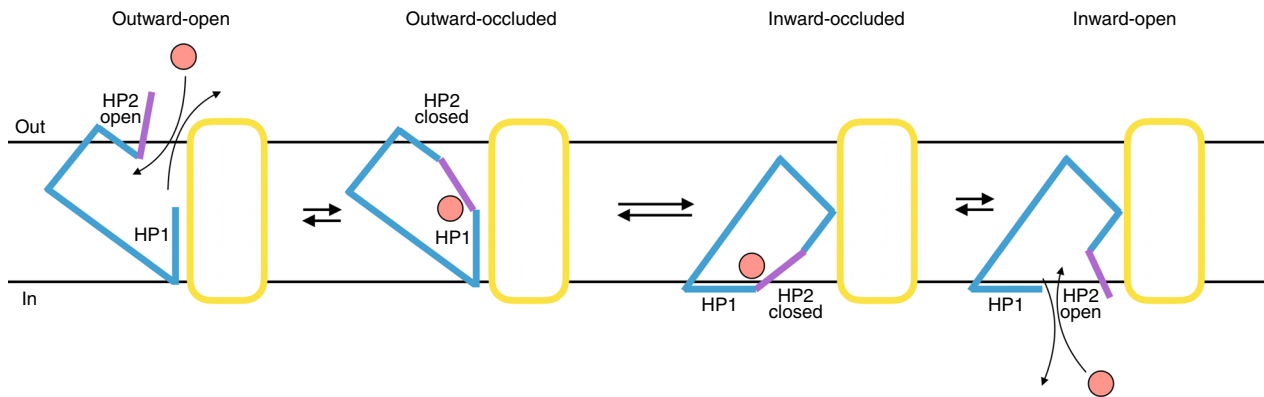 Outward-open
Outward-occluded
Inward-occluded
Inward-open
HP2
open
HP2
closed
Out
HP1
HP1
In
HP1
HP2
closed
HP1
HP2
open